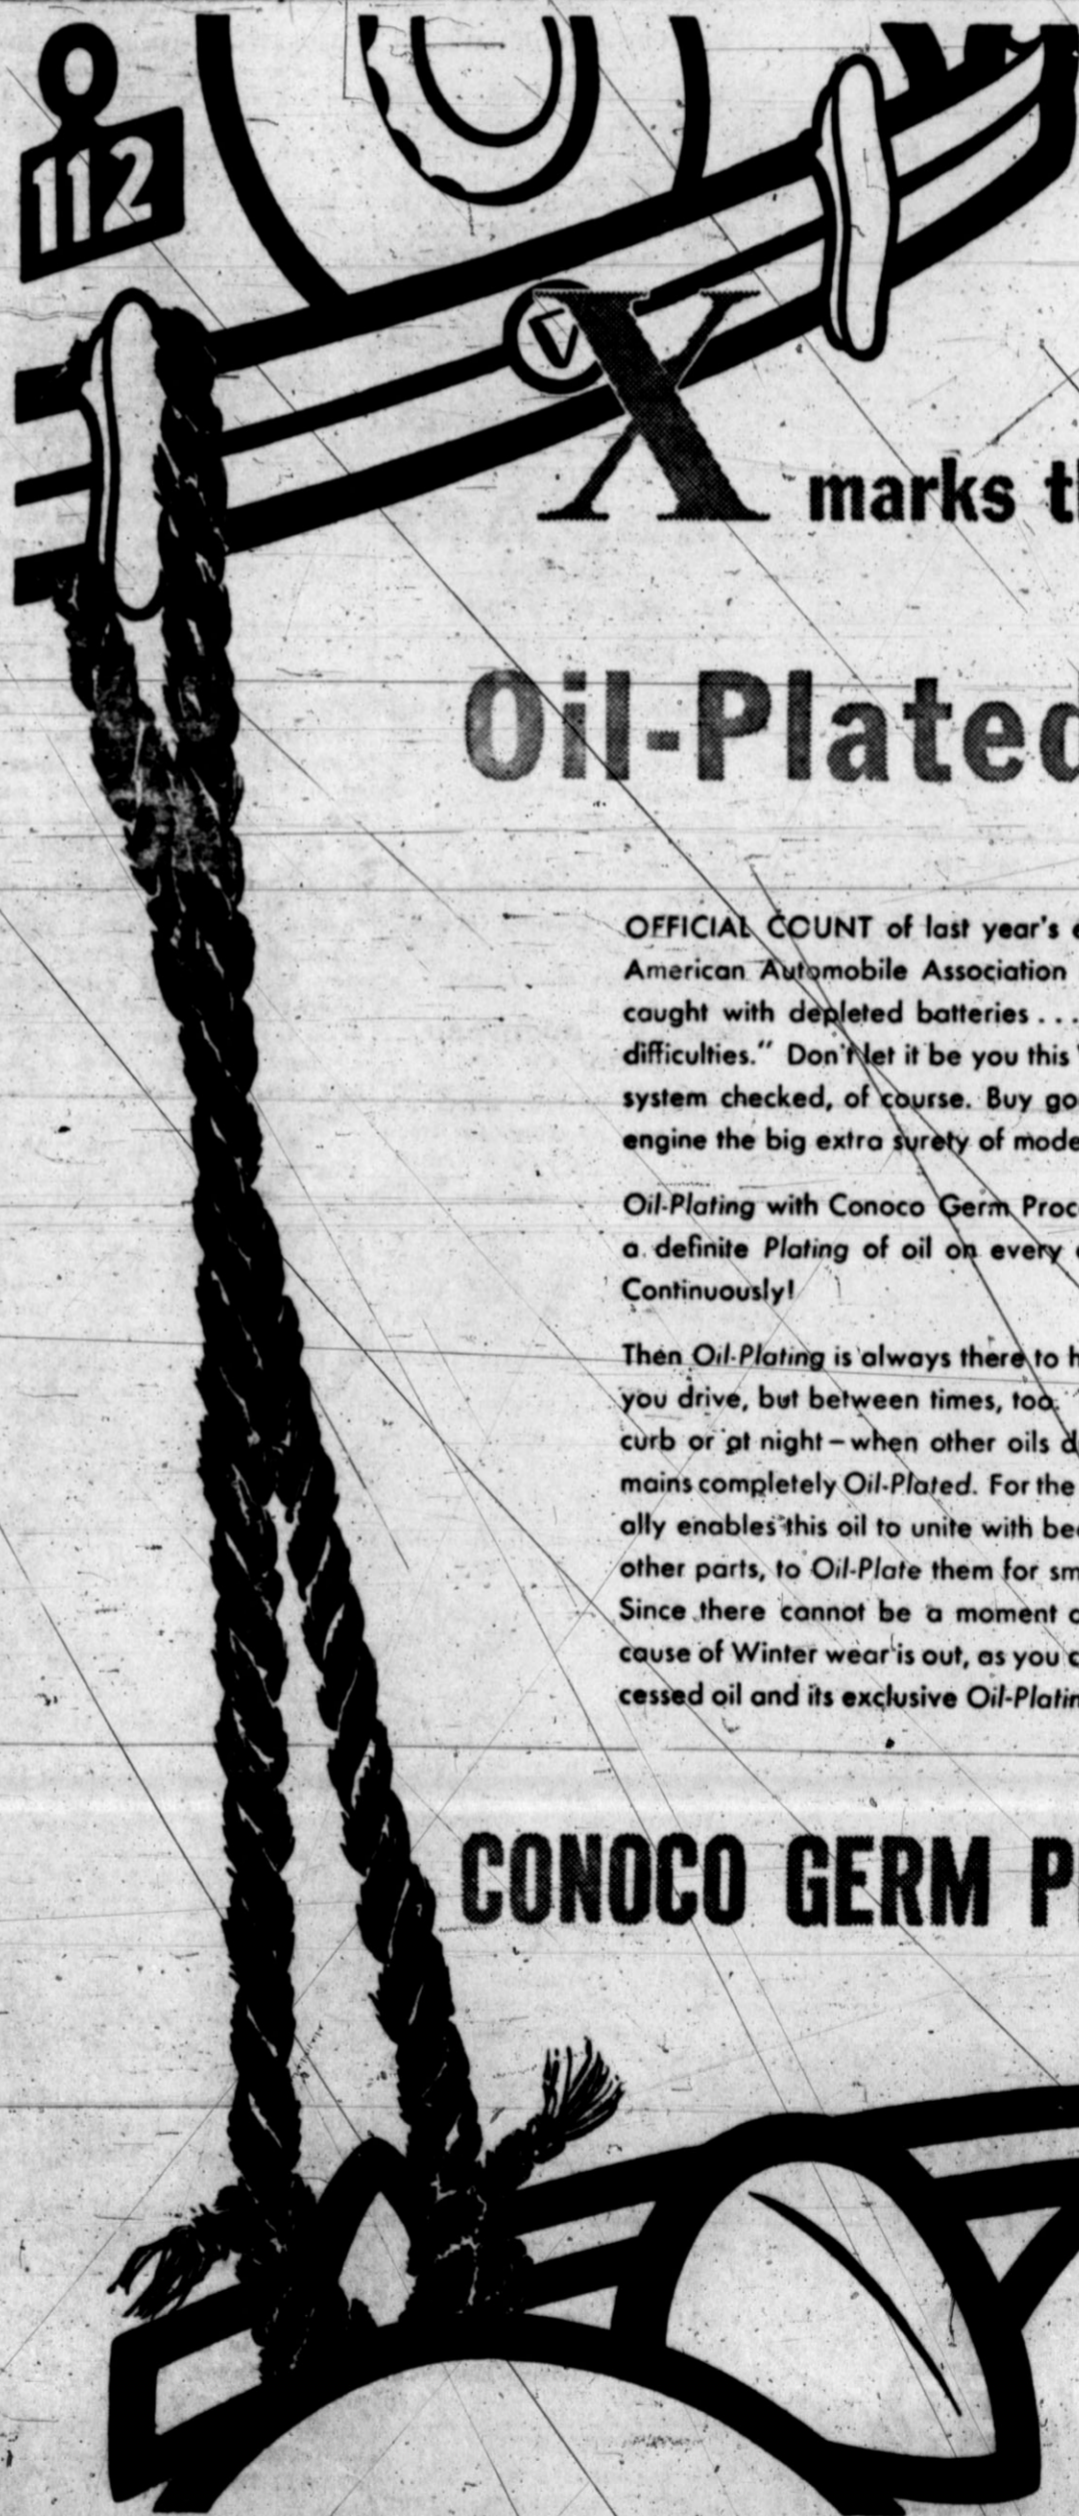 112
X marks t
Oil-Plated
OFFICIAL COUNT of last year's
American Automobile Association
caught with depleted batteries . . .
difficulties." Don't let it be you this
system checked, of course. Buy go
engine the big extra surety of mode
Oil-Plating with Conoco Germ Proc
a definite Plating of oil on every
Continuously!
Then Oil-Plating is always there to h
you drive, but between times, too.
curb or at night—when other oils d
mains completely Oil-Plated. For the
ally enables this oil to unite with bea
other parts, to Oil-Plate them for sm
Since there cannot be a moment o
cause of Winter wear is out, as you c
cessed oil and its exclusive Oil-Platin
CONOCO GERM P